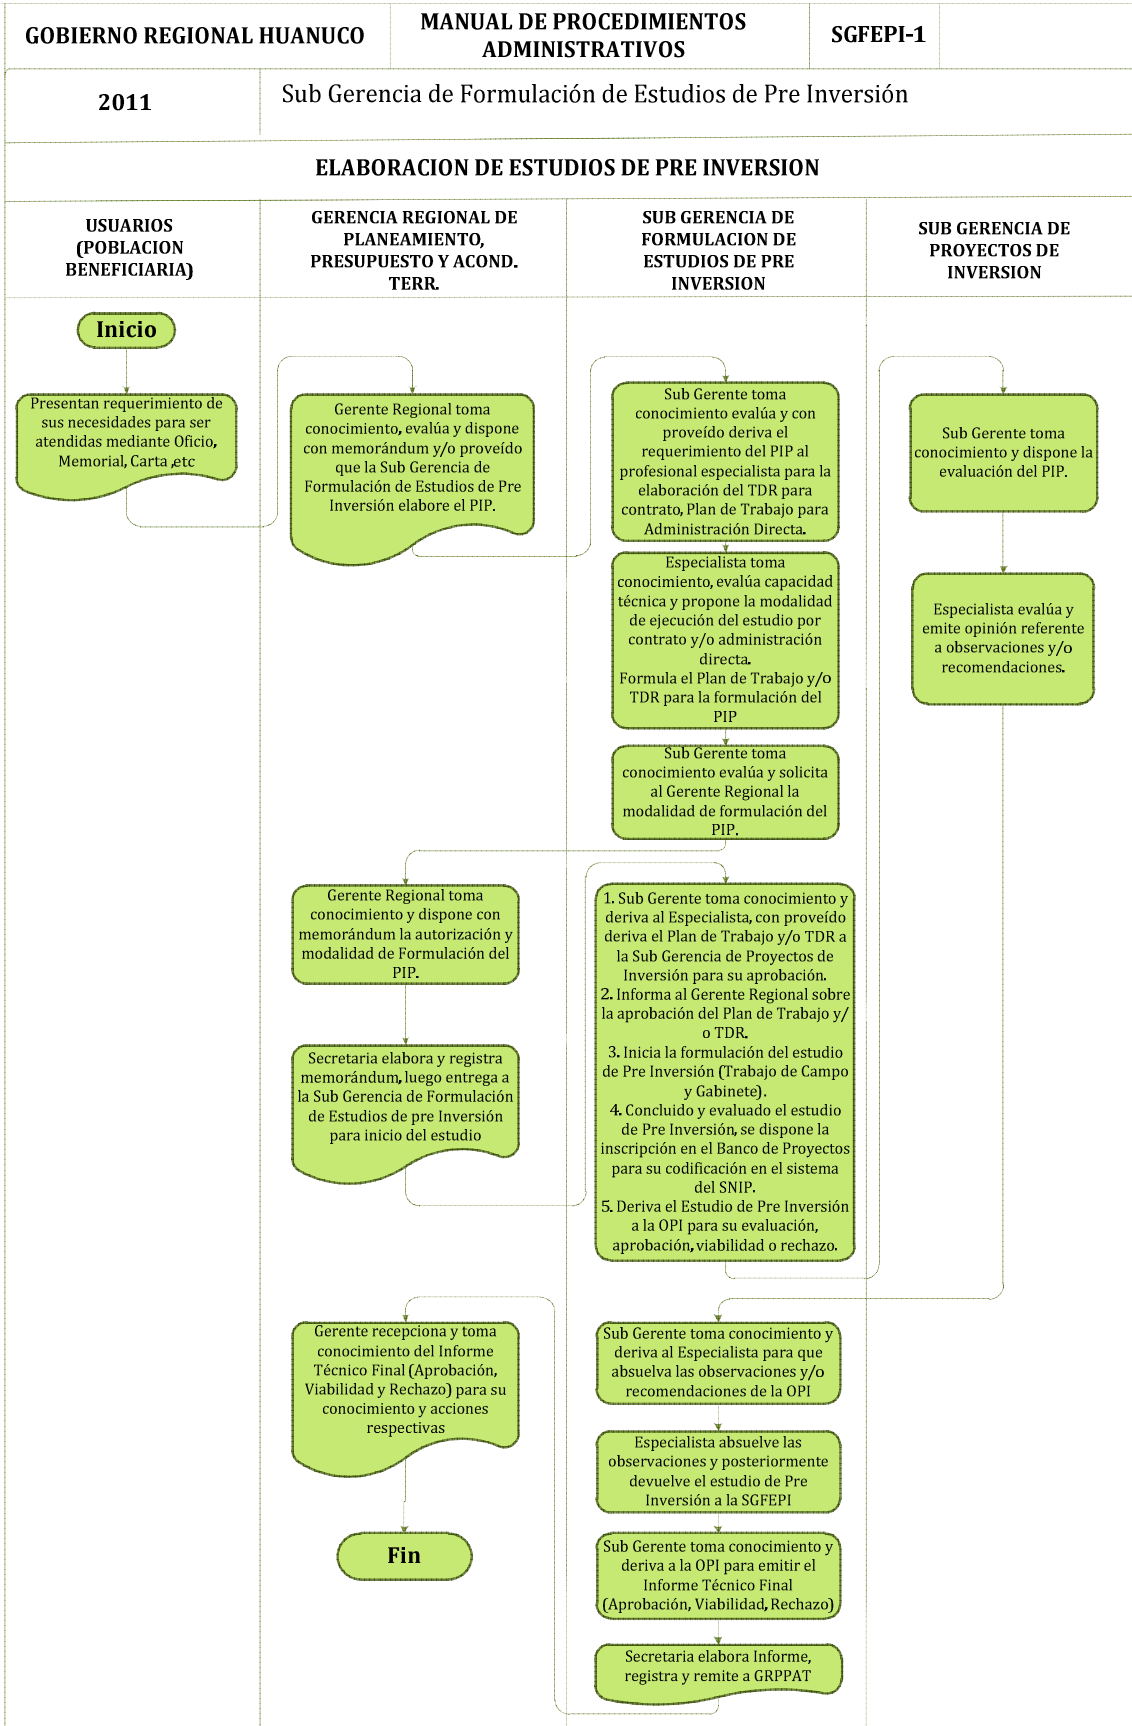 GOBIERNO REGIONAL HUANUCO
MANUAL DE PROCEDIMIENTOS
ADMINISTRATIVOS
SGFEPI-1
2011
Sub Gerencia de Formulación de Estudios de Pre Inversión
ELABORACION DE ESTUDIOS DE PRE INVERSION
USUARIOS
(POBLACION
BENEFICIARIA)
GERENCIA REGIONAL DE
PLANEAMIENTO,
PRESUPUESTO Y ACOND.
TERR.
SUB GERENCIA DE
FORMULACION DE
ESTUDIOS DE PRE
INVERSION
SUB GERENCIA DE
PROYECTOS DE
INVERSION
Inicio
Presentan requerimiento de
sus necesidades para ser
atendidas mediante Oficio,
Memorial, Carta ,etc
Gerente Regional toma
conocimiento, evalúa y dispone
con memorándum y/o proveído
que la Sub Gerencia de
Formulación de Estudios de Pre
Inversión elabore el PIP.
Sub Gerente toma
conocimiento evalúa y con
proveído deriva el
requerimiento del PIP al
profesional especialista para la
elaboración del TDR para
contrato, Plan de Trabajo para
Administración Directa.
Sub Gerente toma
conocimiento y dispone la
evaluación del PIP.
Especialista toma
conocimiento, evalúa capacidad
técnica y propone la modalidad
de ejecución del estudio por
contrato y/o administración
directa.
Formula el Plan de Trabajo y/o
TDR para la formulación del
PIP
Especialista evalúa y
emite opinión referente
a observaciones y/o
recomendaciones.
Sub Gerente toma
conocimiento evalúa y solicita
al Gerente Regional la
modalidad de formulación del
PIP.
Gerente Regional toma
conocimiento y dispone con
memorándum la autorización y
modalidad de Formulación del
PIP.
Secretaria elabora y registra
memorándum, luego entrega a
la Sub Gerencia de Formulación
de Estudios de pre Inversión
para inicio del estudio
1. Sub Gerente toma conocimiento y
deriva al Especialista, con proveído
deriva el Plan de Trabajo y/o TDR a
la Sub Gerencia de Proyectos de
Inversión para su aprobación.
2. Informa al Gerente Regional sobre
la aprobación del Plan de Trabajo y/
o TDR.
3. Inicia la formulación del estudio
de Pre Inversión (Trabajo de Campo
y Gabinete).
4. Concluido y evaluado el estudio
de Pre Inversión, se dispone la
inscripción en el Banco de Proyectos
para su codificación en el sistema
del SNIP.
5. Deriva el Estudio de Pre Inversión
a la OPI para su evaluación,
aprobación, viabilidad o rechazo.
Gerente recepciona y toma
conocimiento del Informe
Técnico Final (Aprobación,
Viabilidad y Rechazo) para su
conocimiento y acciones
respectivas
Fin
Sub Gerente toma conocimiento y
deriva al Especialista para que
absuelva las observaciones y/o
recomendaciones de la OPI
Especialista absuelve las
observaciones y posteriormente
devuelve el estudio de Pre
Inversión a la SGFEPI
Sub Gerente toma conocimiento y
deriva a la OPI para emitir el
Informe Técnico Final
(Aprobación, Viabilidad, Rechazo)
Secretaria elabora Informe,
registra y remite a GRPPAT